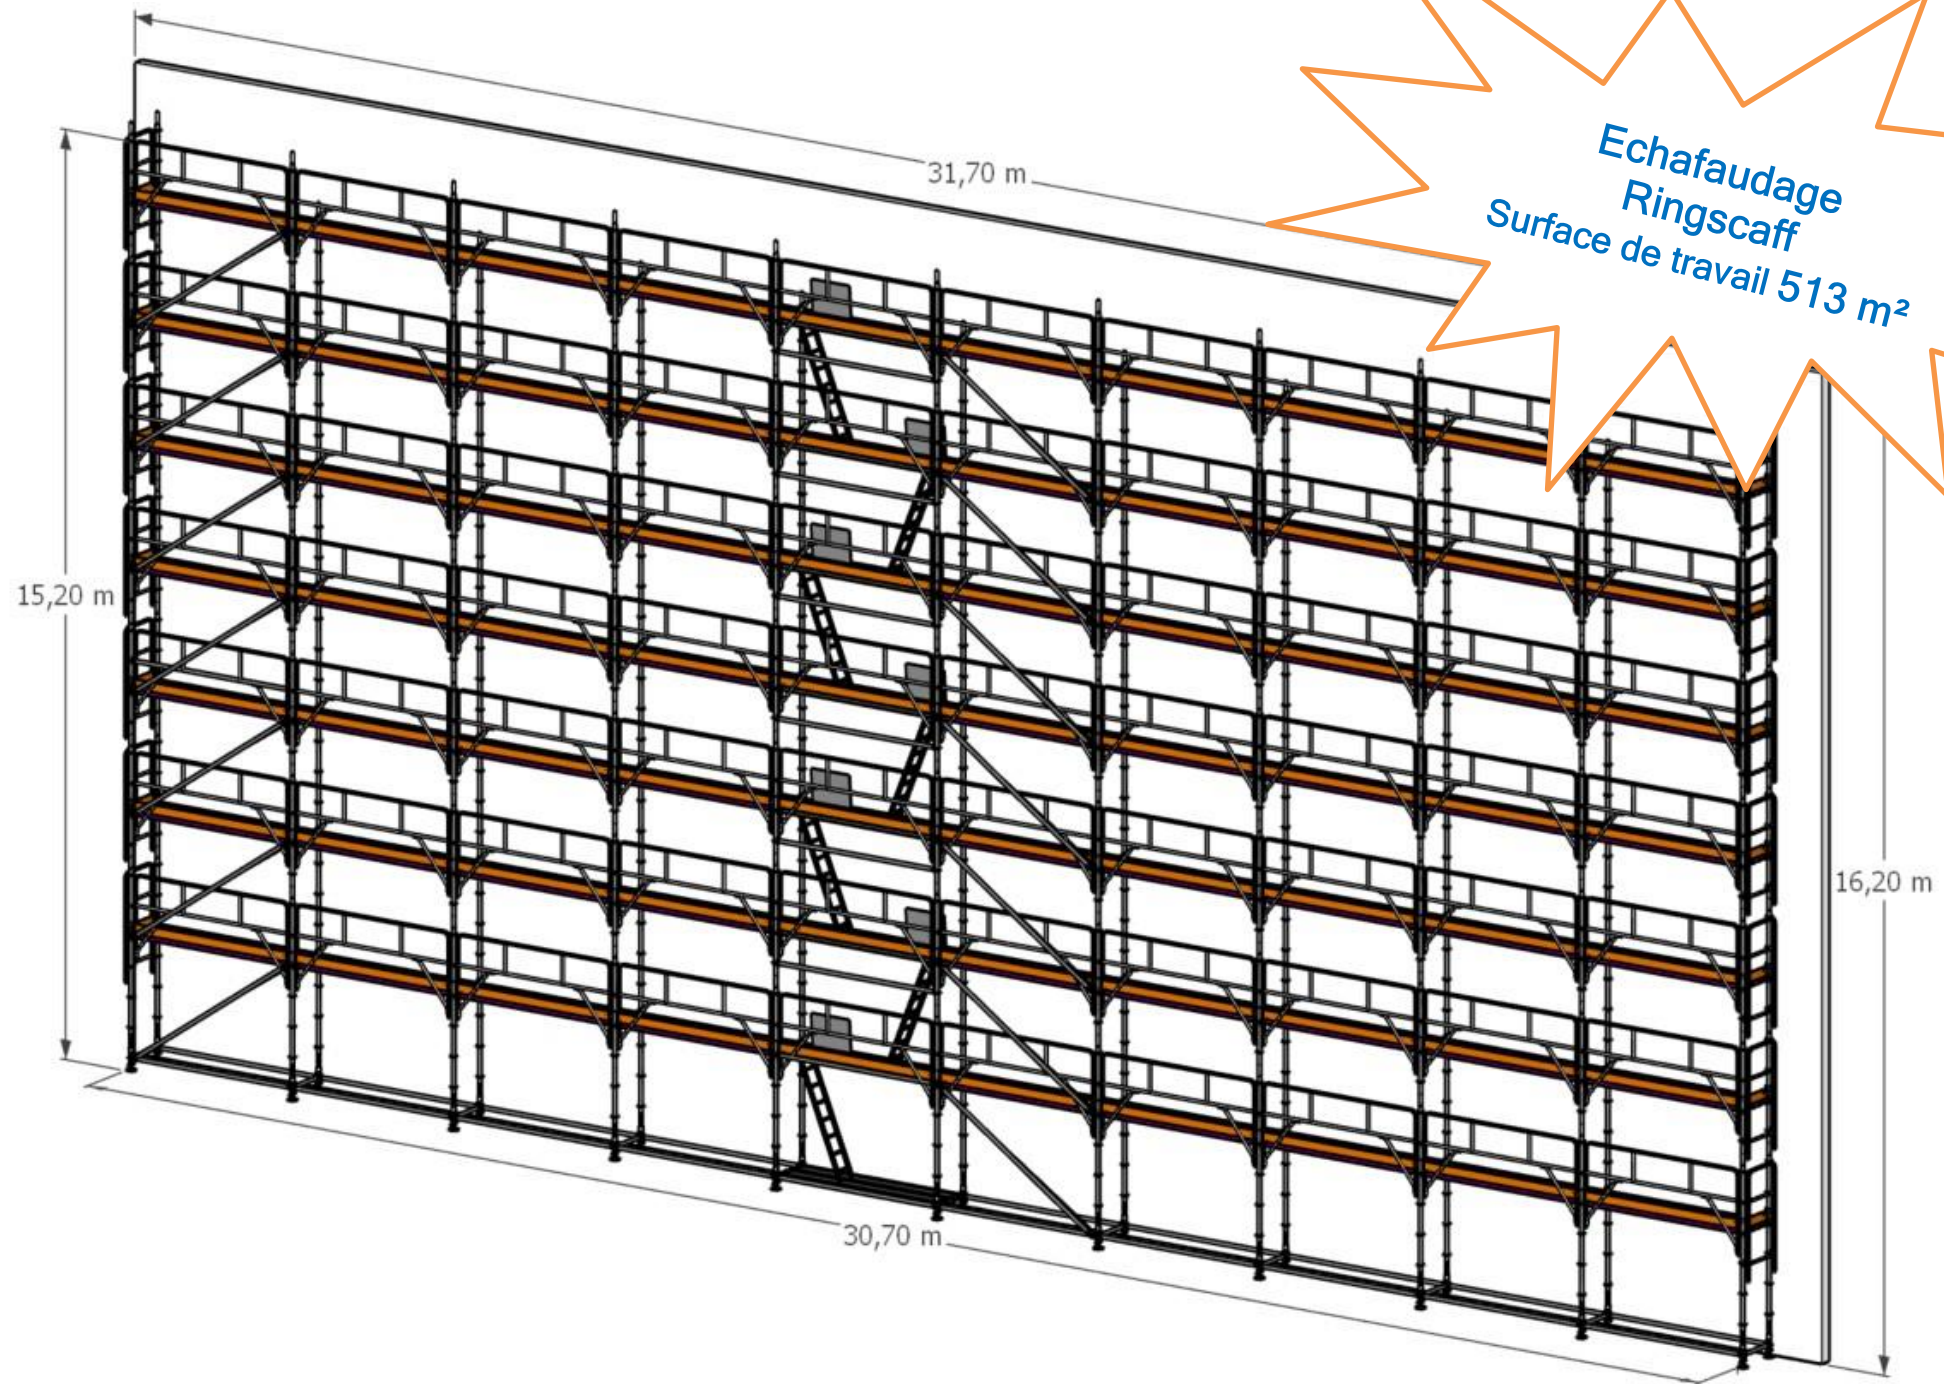 31,70 m
Echafaudage
Ringscaff
Surface de travail 513 m²
15,20 m
16,20 m
30,70 m